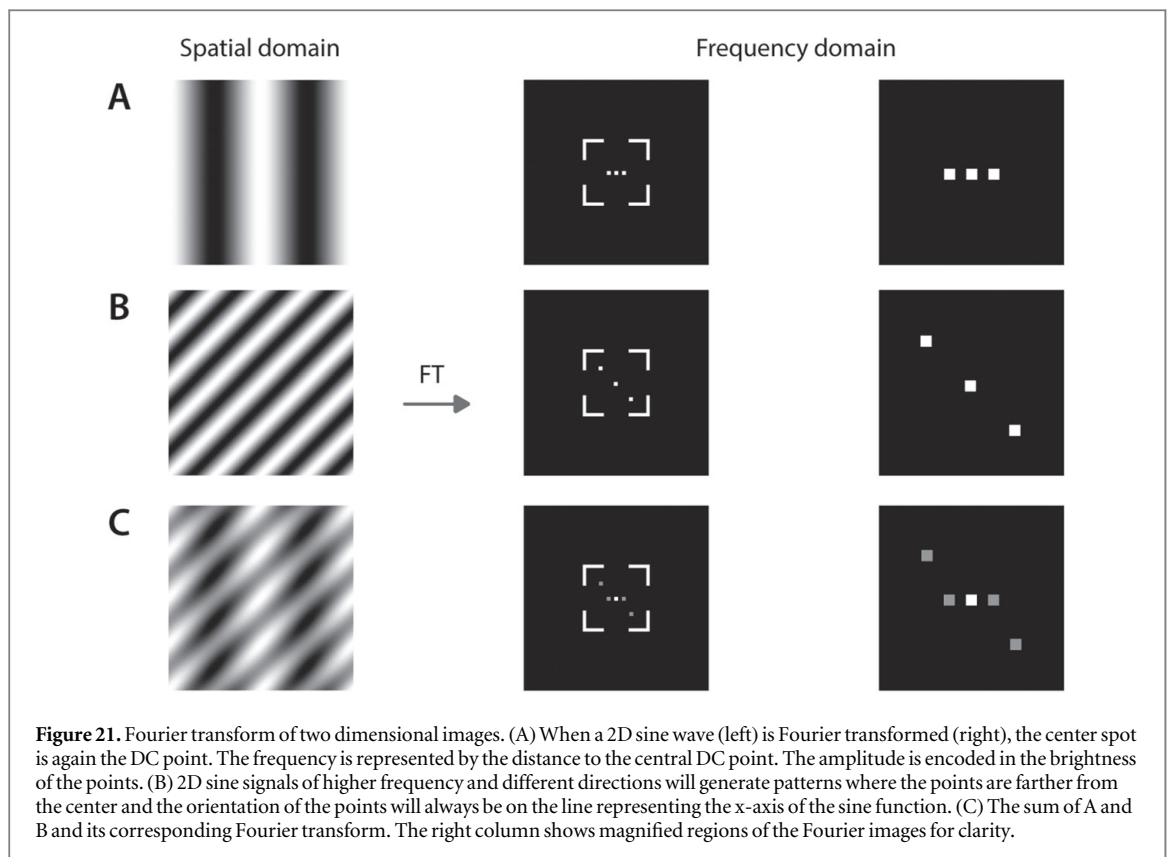 Spatial domain
Frequency domain
A
B
FT
C
Figure 21. Fourier transform of two dimensional images. (A) When a 2D sine wave (left) is Fourier transformed (right), the center spot
is again the DC point. The frequency is represented by the distance to the central DC point. The amplitude is encoded in the brightness
of the points. (B) 2D sine signals of higher frequency and different directions will generate patterns where the points are farther from
the center and the orientation of the points will always be on the line representing the x-axis of the sine function. (C) The sum of A and
B and its corresponding Fourier transform. The right column shows magnified regions of the Fourier images for clarity.